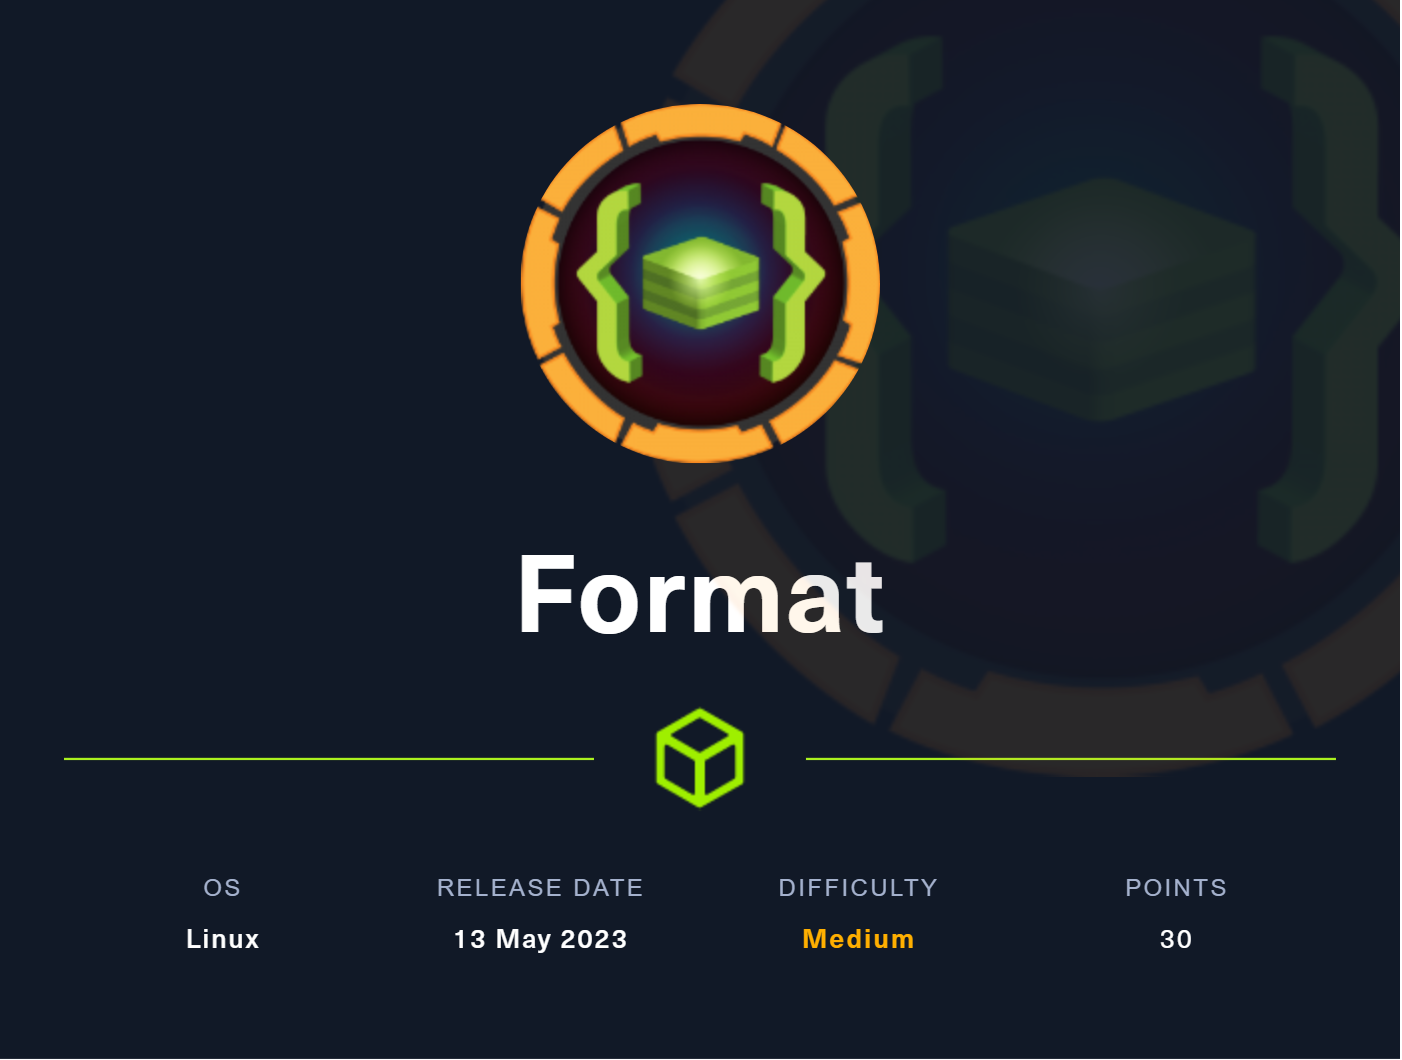 Format
OS
RELEASE DATE
DIFFICULTY
POINTS
Linux
13 May 2023
Medium
30